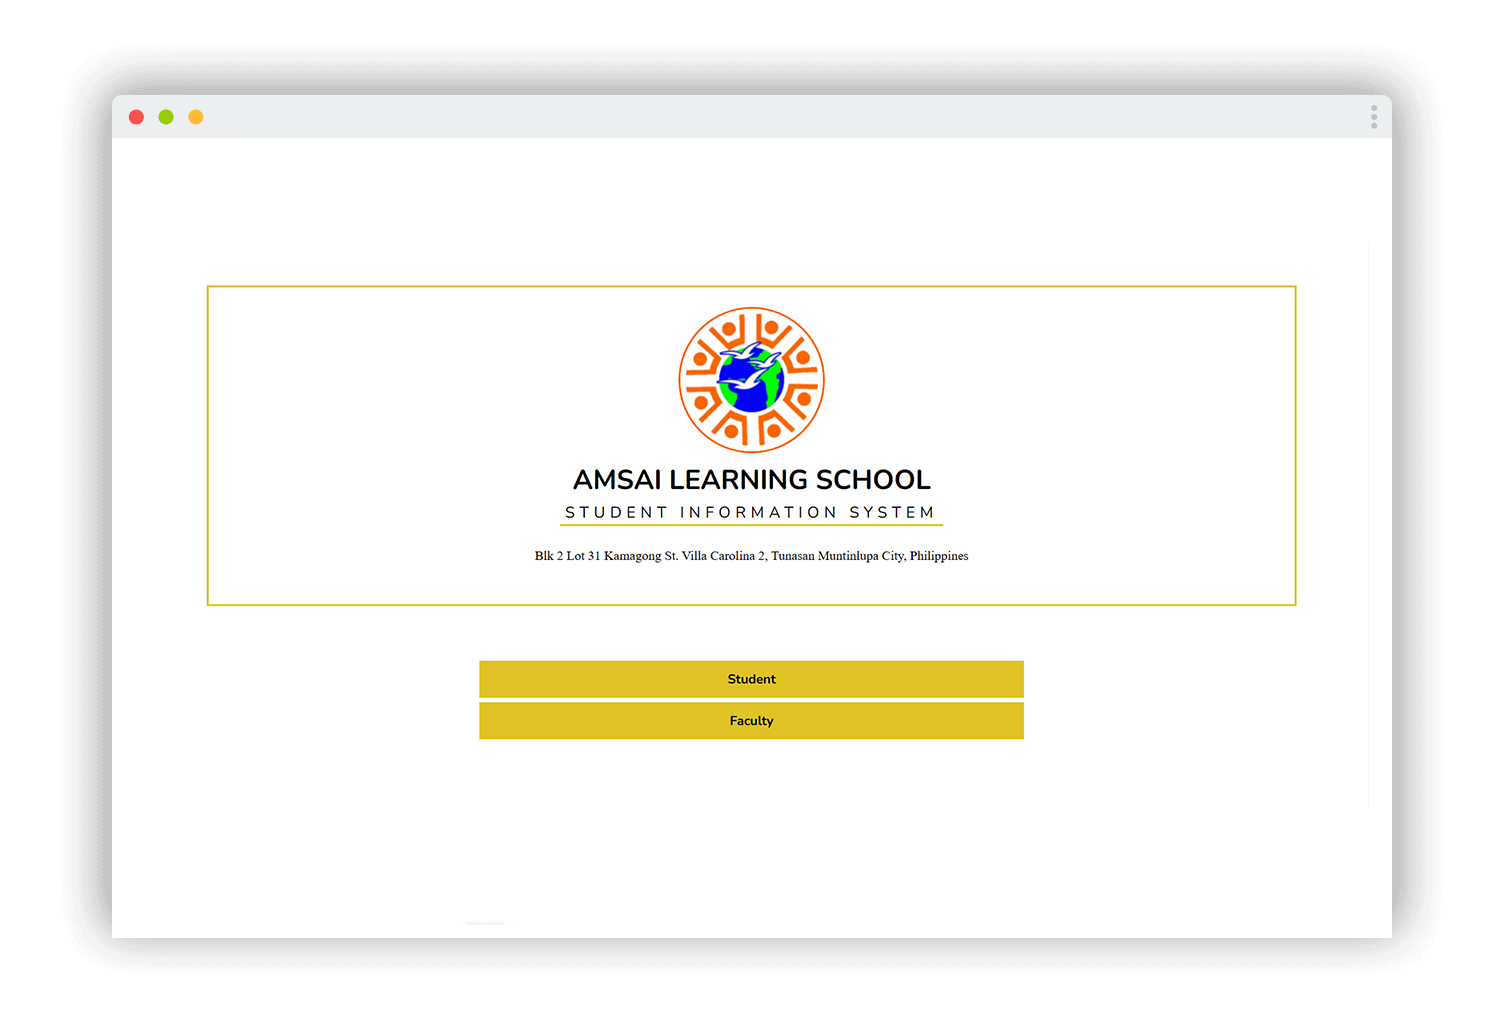 AMSAI LEARNING SCHOOL
STUDENT INFORMATION SYSTEM
Blk 2 Lot 31 Kamagong St. Villa Carolina 2, Tunasan Muntinlupa City, Philippines
Student
Faculty